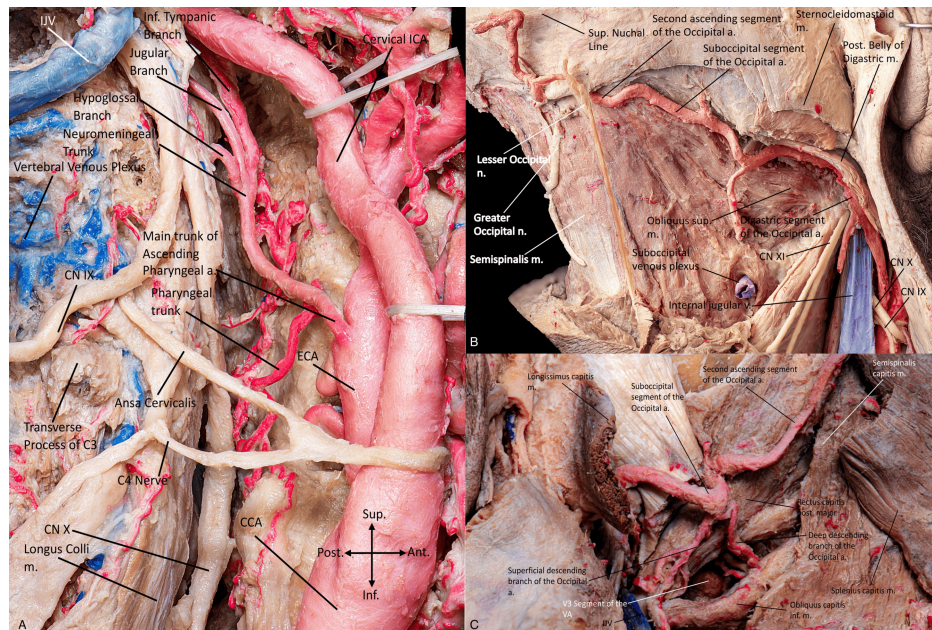 IJV
Inf. Tympanic
Branch
Jugular
Branch
Cervical ICA
Hypoglossal
Branch
Neuromeningeal
Trunk
Vertebral Venous Plexus
Main trunk of
Ascending
Pharyngeal a.
CN IX
Pharyngeal
trunk
ECA
Ansa Cervicalis
Transverse
Process of C3
C4 Nerve
CN X
CCA
Longus Colli
m.
Sup.
Post.
Ant.
Inf.
A
Sup. Nuchal
Line
Second ascending segment
of the Occipital a.
Suboccipital segment
of the Occipital a.
Sternocleidomastoid
m.
Post. Belly of
Digastric m.
Lesser Occipital
n.
Greater
Occipital n.
Semispinalis m.
Obliquus sup.
m.
Digastric segment
of the Occipital a.
Suboccipital
venous plexus
CN XI
CN X
CN IX
Internal jugular v.
B
Longissimus capitis
m.
Suboccipital
segment of the
Occipital a.
Second ascending segment
of the Occipital a.
Semispinalis
capitis m.
Rectus capitis
post. major
Deep descending
branch of the
Occipital a.
Superficial descending
branch of the Occipital
a.
Splenius capitis m.
V3 Segment of the
VA
Obliquus capitis
inf. m.
IJV
C